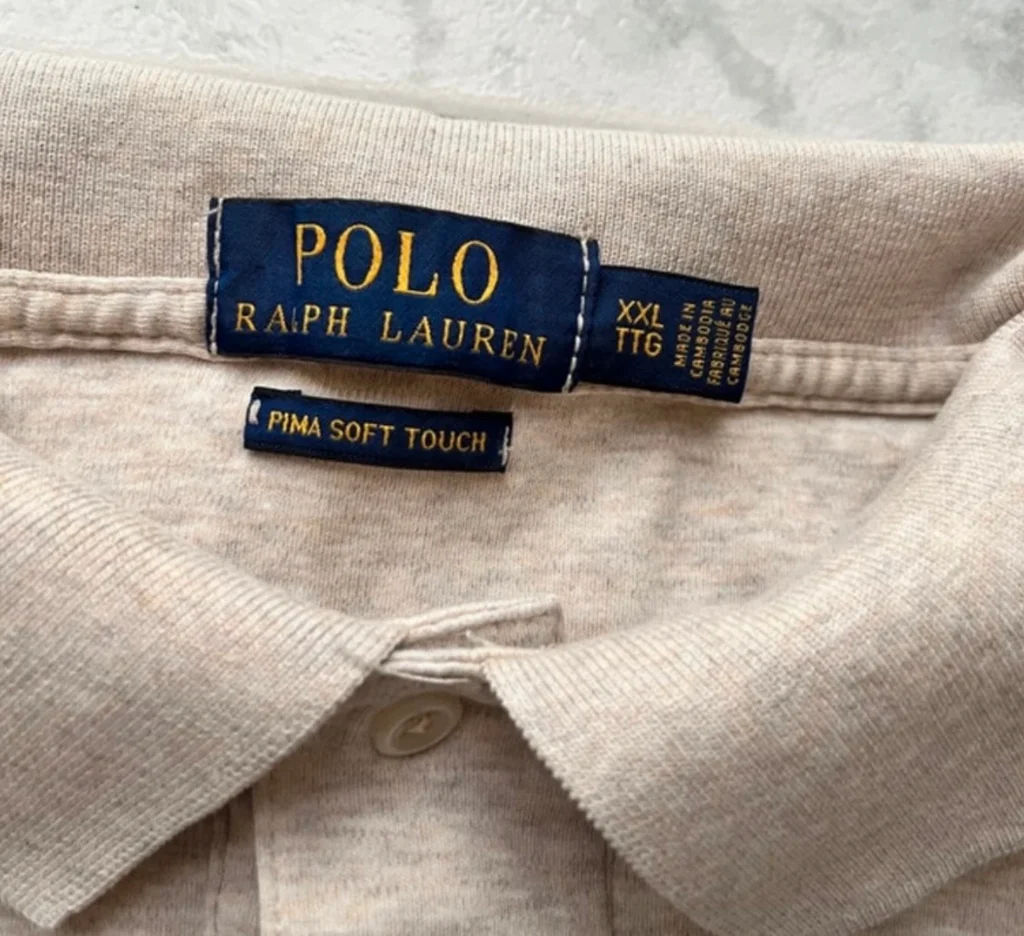 POLO
RALPH LAUREN
XXL
TTG
MADE IN
CAMBODIA
FABRIQUÉ AU
CAMBODGE
PIMA SOFT TOUCH